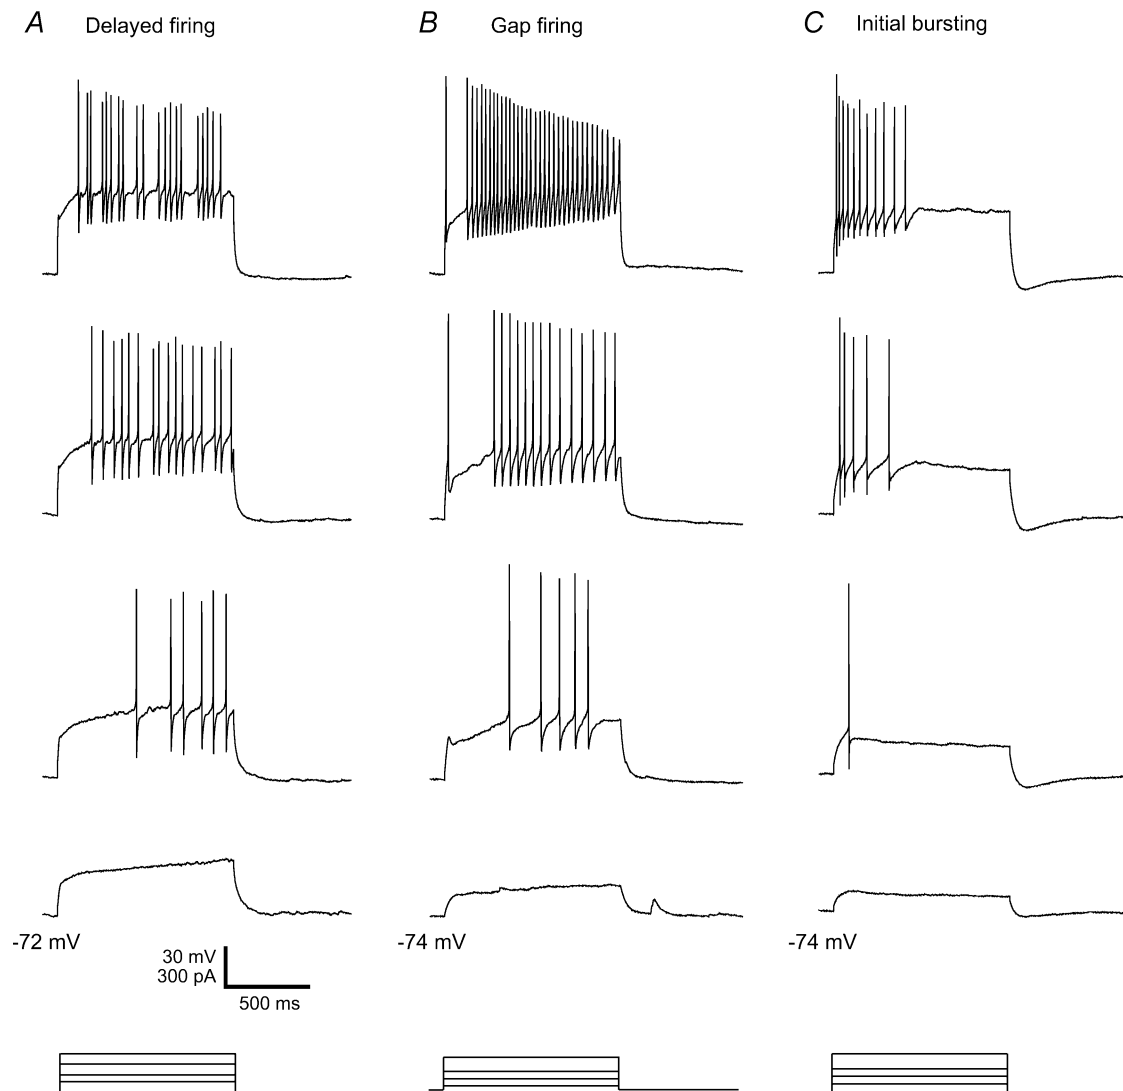 A Delayed firing
B Gap firing
C Initial bursting
-72 mV
-74 mV
-74 mV
30 mV
300 pA
500 ms